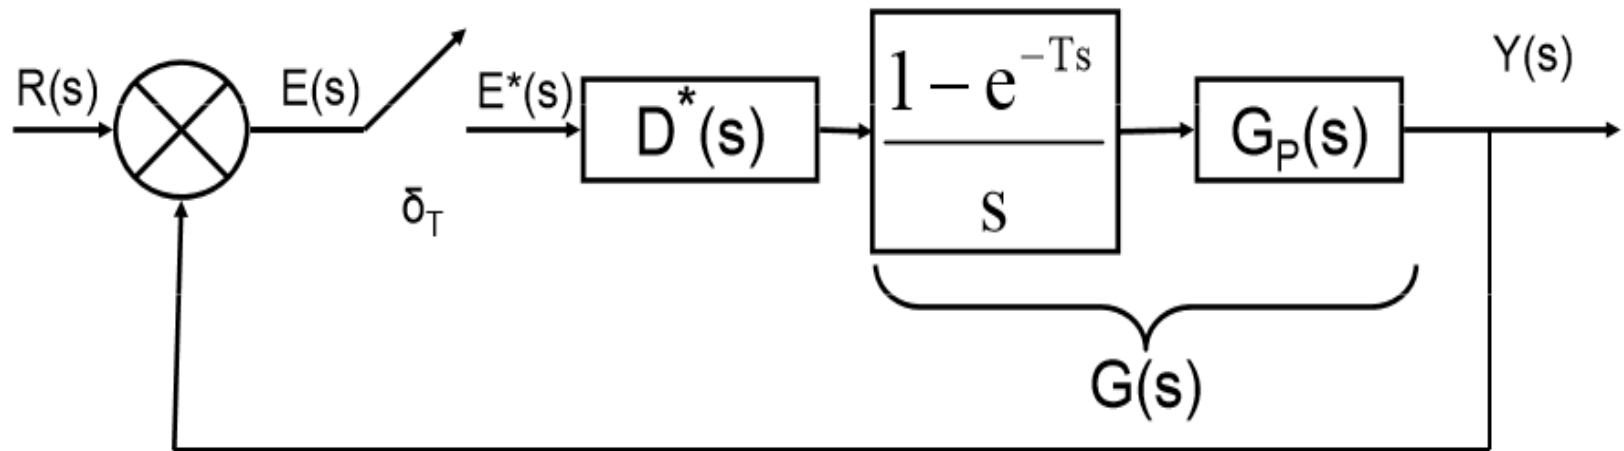 R(s)
E(s)
E*(s)
D*(s)
1 − e^{−Ts}
s
G_P(s)
Y(s)
δ_T
G(s)